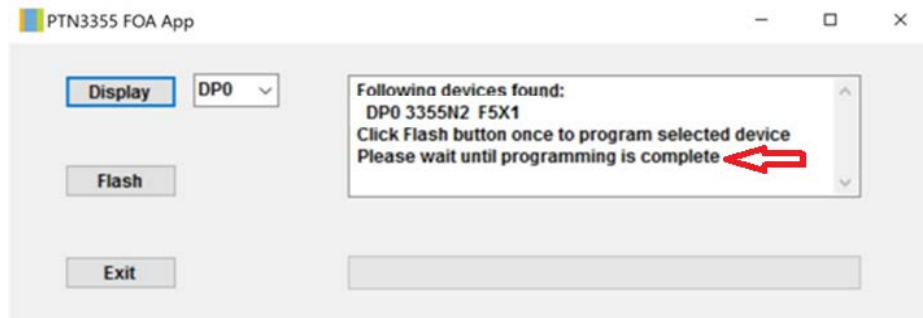 PTN3355 FOA App
Display
DP0
Following devices found:
DP0 3355N2 F5X1
Click Flash button once to program selected device
Please wait until programming is complete
Flash
Exit